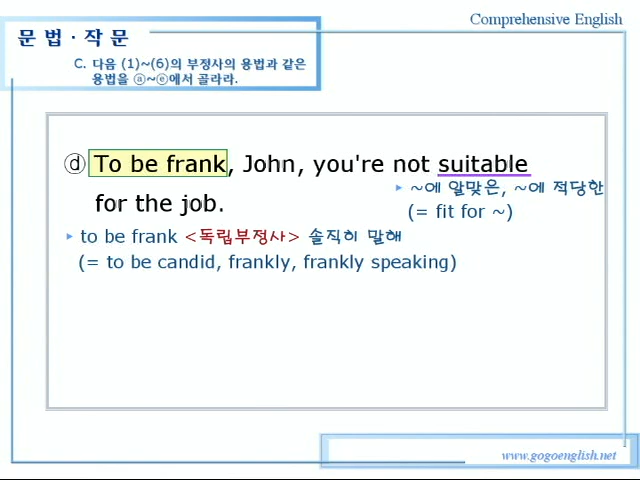 Comprehensive English
문 법 · 작 문
C. 다음 (1)~(6)의 부정사의 용법과 같은
용법을 ⓐ~ⓔ에서 골라라.
ⓓ To be frank, John, you're not suitable
▸ ~에 알맞은, ~에 적당한
for the job.
(= fit for ~)
▸ to be frank <독립부정사> 솔직히 말해
(= to be candid, frankly, frankly speaking)
www.gogoenglish.net